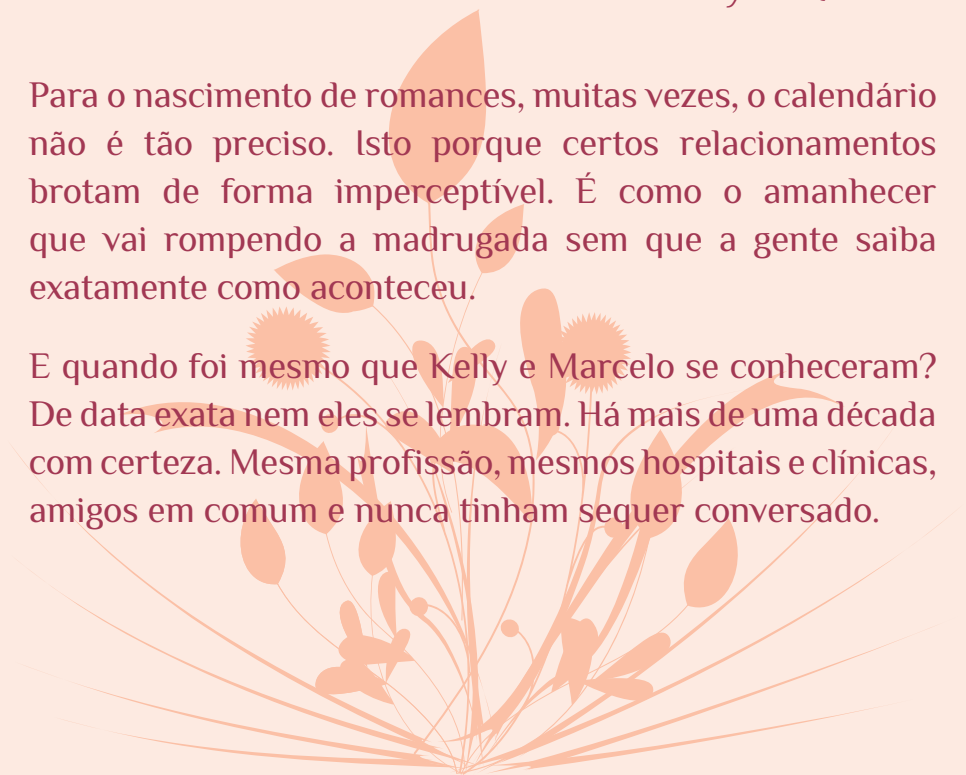 Para o nascimento de romances, muitas vezes, o calendário
não é tão preciso. Isto porque certos relacionamentos
brotam de forma imperceptível. É como o amanhecer
que vai rompendo a madrugada sem que a gente saiba
exatamente como aconteceu.
E quando foi mesmo que Kelly e Marcelo se conheceram?
De data exata nem eles se lembram. Há mais de uma década
com certeza. Mesma profissão, mesmos hospitais e clínicas,
amigos em comum e nunca tinham sequer conversado.